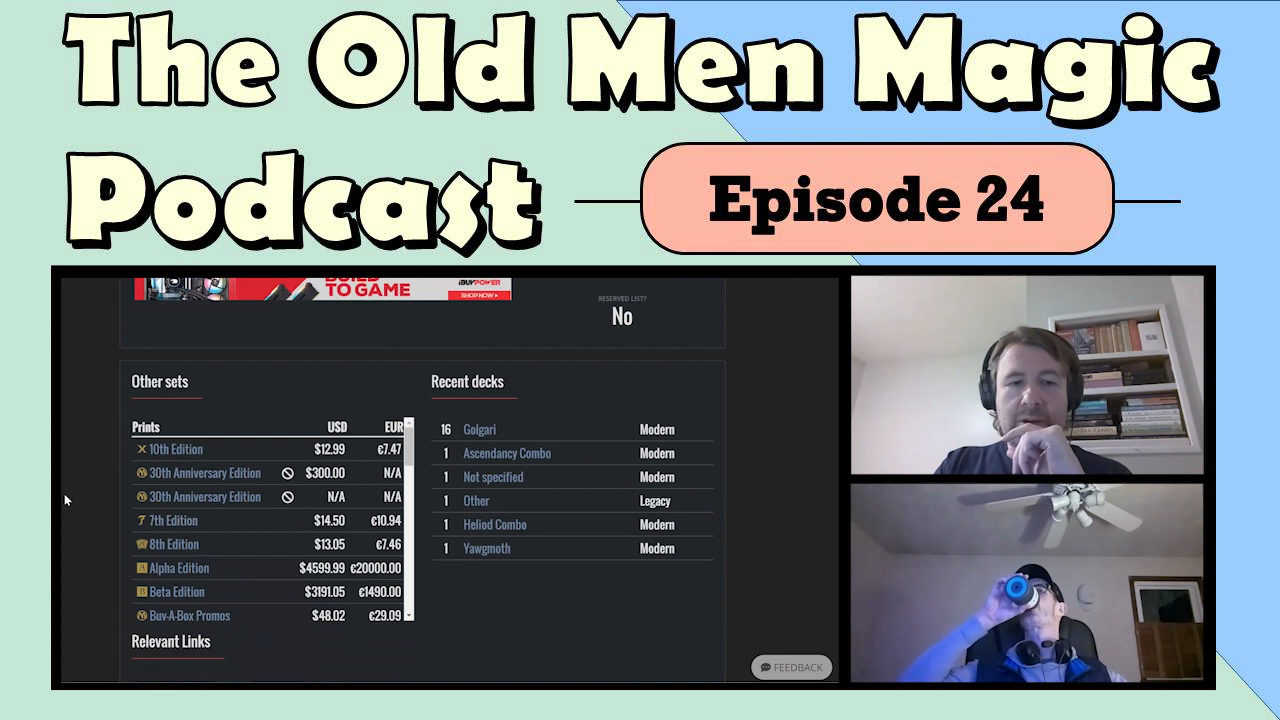 The Old Men Magic
Podcast
Episode 24
BUILD
TO GAME
iBUYPOWER
SHOP NOW >
RESERVED LIST?
No
Other sets
Prints USD EUR
10th Edition $12.99 €7.47
30th Anniversary Edition $300.00 N/A
30th Anniversary Edition N/A N/A
7th Edition $14.50 €10.94
8th Edition $13.05 €7.46
Alpha Edition $4599.99 €20000.00
Beta Edition $3191.05 €1490.00
Buy-A-Box Promos $48.02 €29.09
Relevant Links
Recent decks
16 Golgari Modern
1 Ascendancy Combo Modern
1 Not specified Modern
1 Other Legacy
1 Heliod Combo Modern
1 Yawgmoth Modern
FEEDBACK